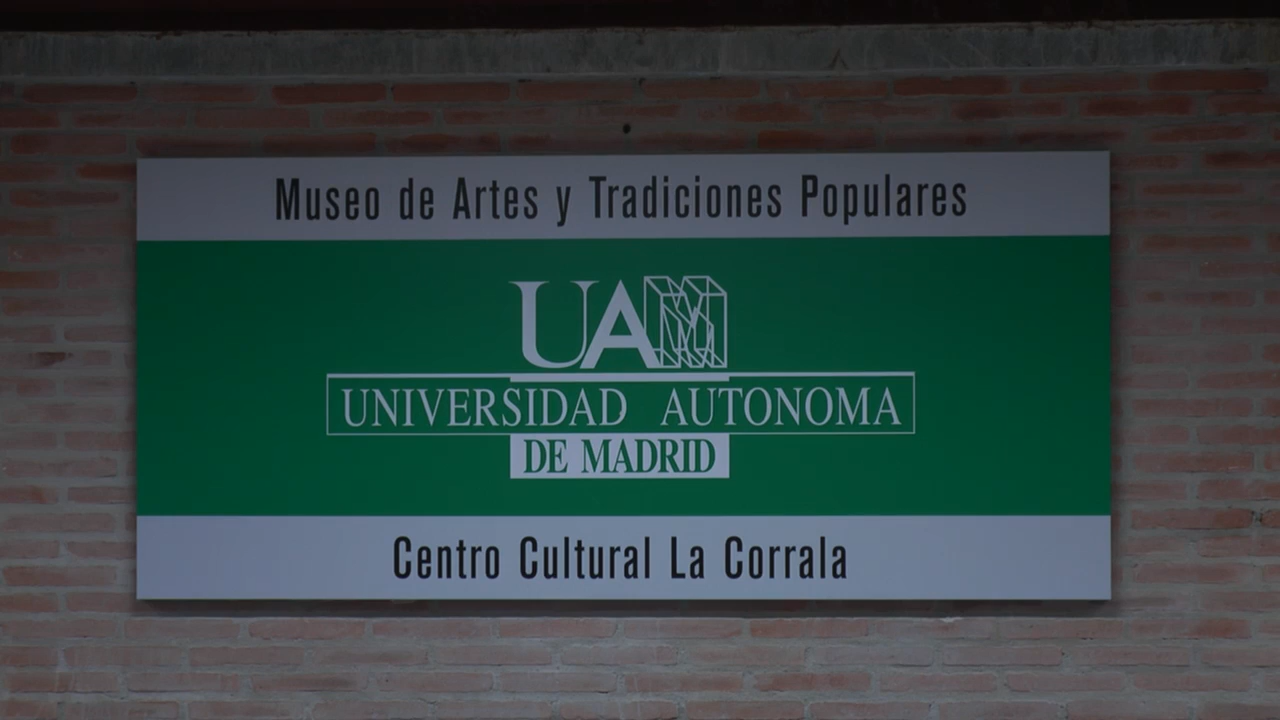 Museo de Artes y Tradiciones Populares
UAM
UNIVERSIDAD AUTONOMA
DE MADRID
Centro Cultural La Corrala